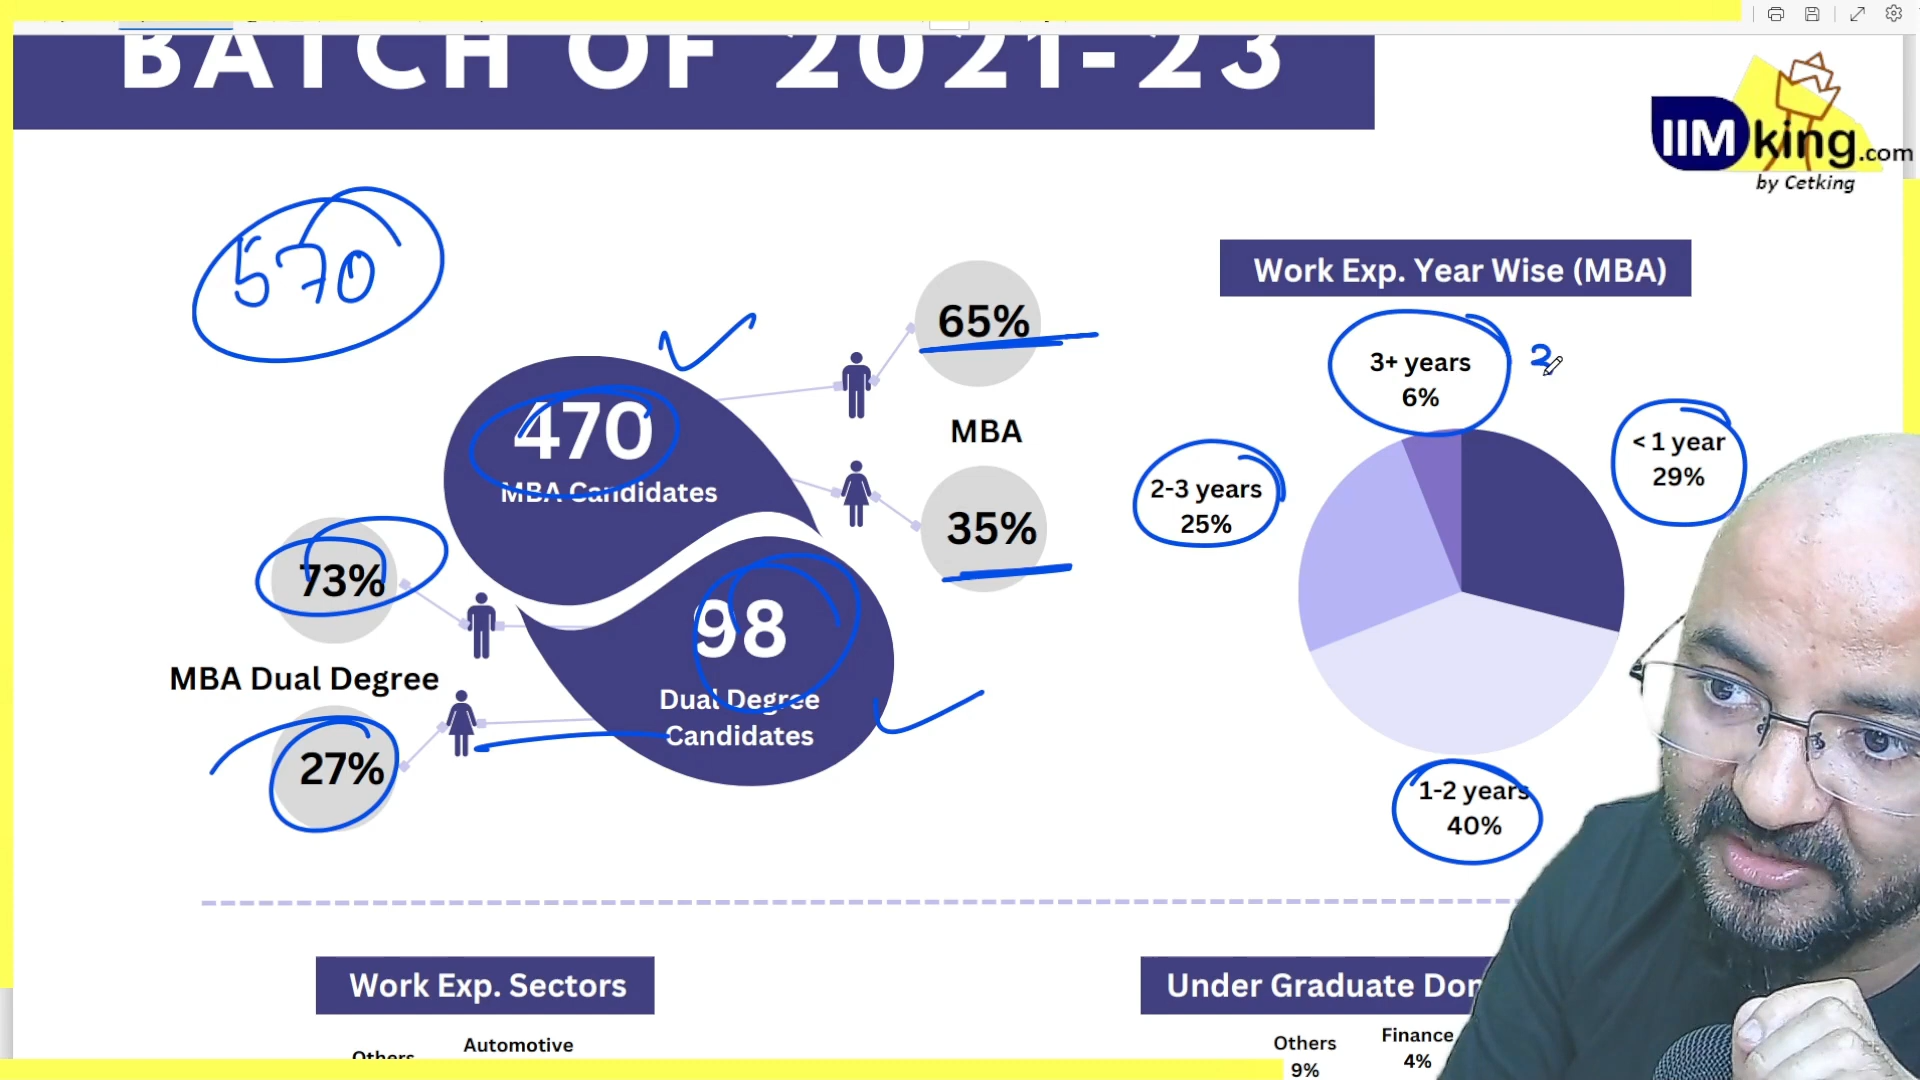 BATCH OF 2021-23
IIMking.com
by Cetking
570
65%
Work Exp. Year Wise (MBA)
3+ years
6%
2
470
MBA Candidates
MBA
< 1 year
29%
2-3 years
25%
35%
73%
98
Dual Degree
Candidates
MBA Dual Degree
27%
1-2 years
40%
Work Exp. Sectors
Under Graduate Dom
Automotive
Others
Others
9%
Finance
4%